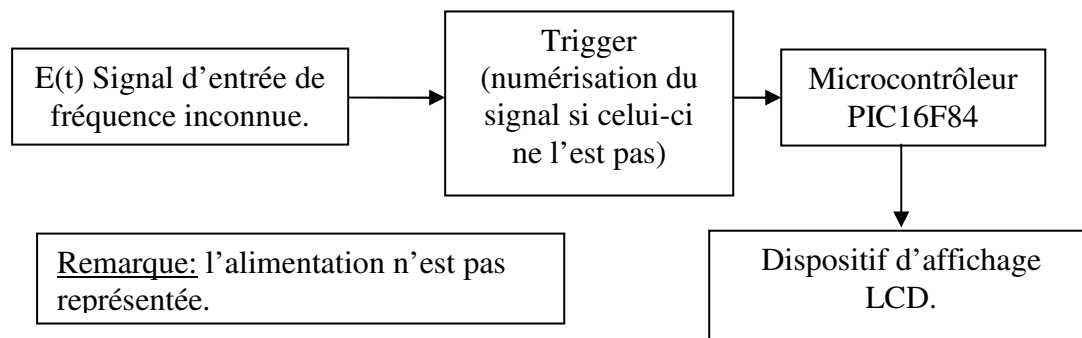 E(t) Signal d'entrée de
fréquence inconnue.
Trigger
(numérisation du
signal si celui-ci
ne l'est pas)
Microcontrôleur
PIC16F84
Remarque: l'alimentation n'est pas
représentée.
Dispositif d'affichage
LCD.